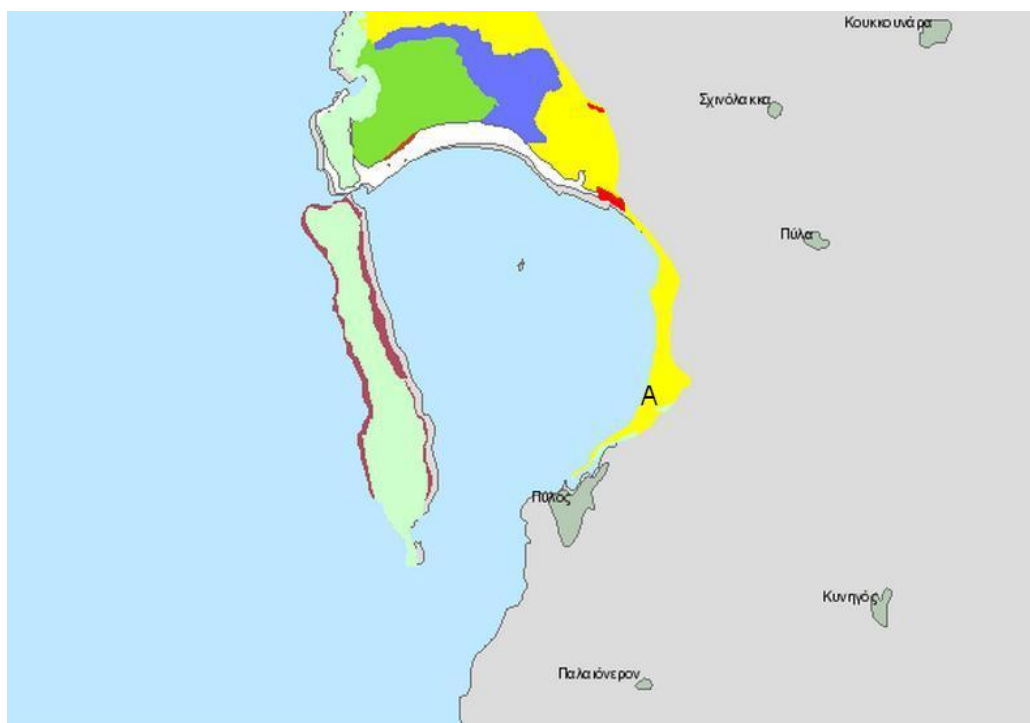 Κουκκουνάρα
Σχινόλακκα
Πύλα
A
Πύλος
Κυνηγός
Παλαιόνερον